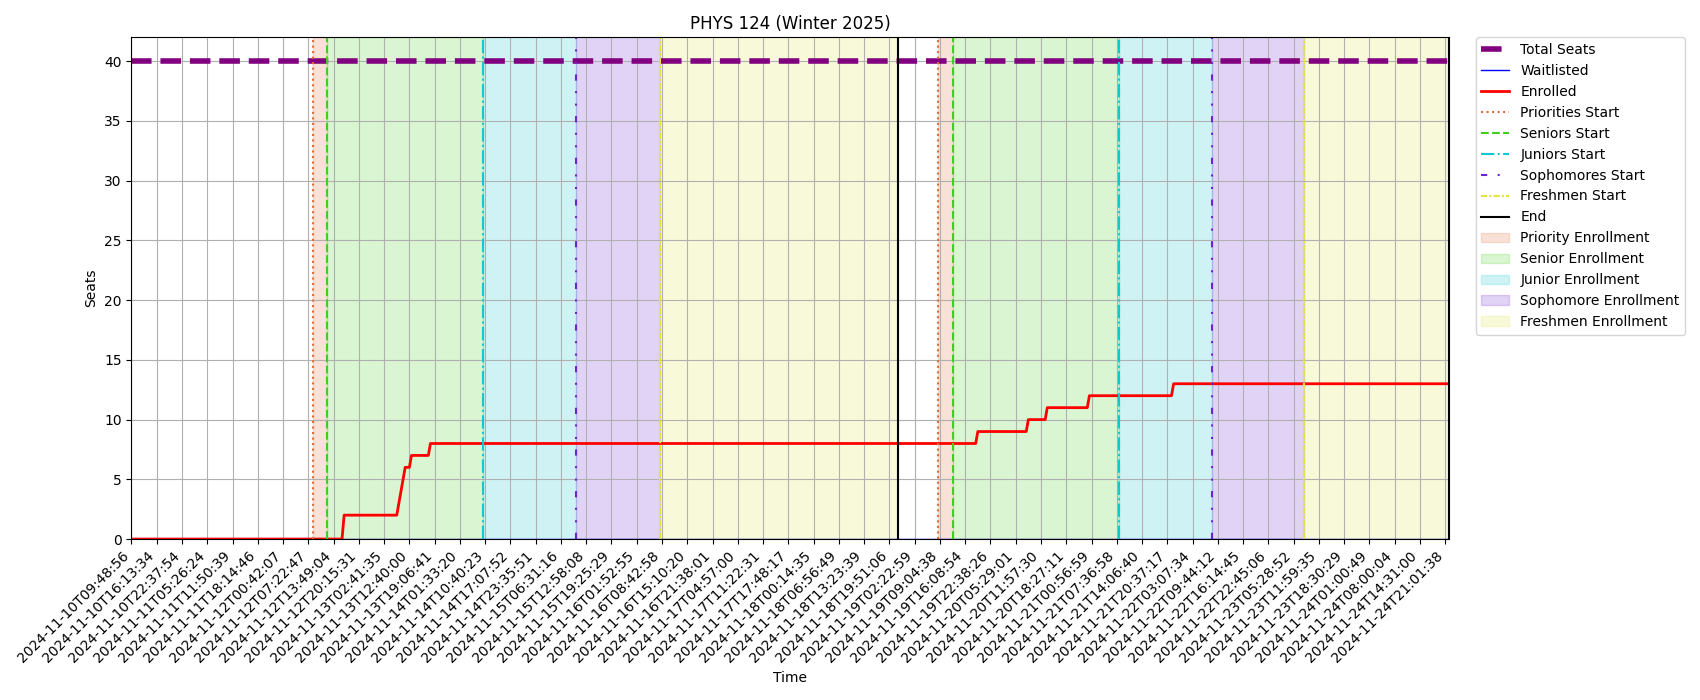 PHYS 124 (Winter 2025)
Seats
40
35
30
25
20
15
10
5
0
2024-11-10T09:48:56
2024-11-10T16:13:34
2024-11-10T22:37:54
2024-11-11T05:26:24
2024-11-11T11:50:39
2024-11-11T18:14:46
2024-11-12T00:42:07
2024-11-12T07:22:47
2024-11-12T13:49:04
2024-11-12T20:15:31
2024-11-13T02:41:35
2024-11-13T12:40:00
2024-11-13T19:06:41
2024-11-14T01:33:20
2024-11-14T10:40:23
2024-11-14T17:07:52
2024-11-14T23:35:51
2024-11-15T06:31:16
2024-11-15T12:58:08
2024-11-15T19:25:29
2024-11-16T01:52:55
2024-11-16T08:42:58
2024-11-16T15:10:20
2024-11-16T21:38:01
2024-11-17T04:57:00
2024-11-17T11:22:31
2024-11-17T17:48:17
2024-11-18T00:14:35
2024-11-18T06:56:49
2024-11-18T13:23:39
2024-11-18T19:51:06
2024-11-19T02:22:59
2024-11-19T09:04:38
2024-11-19T16:08:54
2024-11-19T22:38:26
2024-11-20T05:29:01
2024-11-20T11:57:30
2024-11-20T18:27:11
2024-11-21T00:56:59
2024-11-21T07:36:58
2024-11-21T14:06:40
2024-11-21T20:37:17
2024-11-22T03:07:34
2024-11-22T09:44:12
2024-11-22T16:14:45
2024-11-22T22:45:06
2024-11-23T05:28:52
2024-11-23T11:59:35
2024-11-23T18:30:29
2024-11-24T01:00:49
2024-11-24T08:00:04
2024-11-24T14:31:00
2024-11-24T21:01:38
Time
Total Seats
Waitlisted
Enrolled
Priorities Start
Seniors Start
Juniors Start
Sophomores Start
Freshmen Start
End
Priority Enrollment
Senior Enrollment
Junior Enrollment
Sophomore Enrollment
Freshmen Enrollment